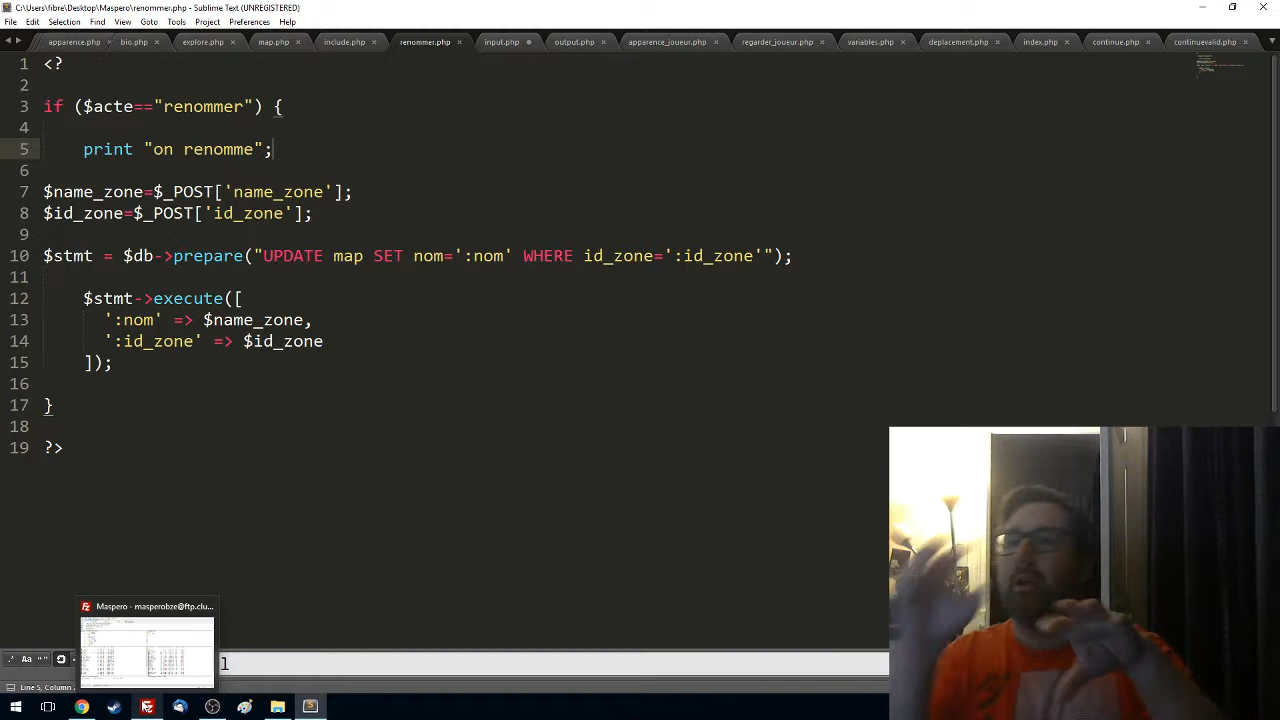 C:\Users\fibre\Desktop\Maspero\renommer.php - Sublime Text (UNREGISTERED)
File Edit Selection Find View Goto Tools Project Preferences Help
apparence.php bio.php explore.php map.php include.php renommer.php input.php output.php apparence_joueur.php regarder_joueur.php variables.php deplacement.php index.php continue.php continuevalid.php
1 <?
2
3 if ($acte=="renommer") {
4
5 print "on renomme";
6
7 $name_zone=$_POST['name_zone'];
8 $id_zone=$_POST['id_zone'];
9
10 $stmt = $db->prepare("UPDATE map SET nom=':nom' WHERE id_zone=':id_zone'");
11
12 $stmt->execute([
13 ':nom' => $name_zone,
14 ':id_zone' => $id_zone
15 ]);
16
17 }
18
19 ?>
Maspero - masperobze@ftp.clu...
Aa " " l
Line 5, Column